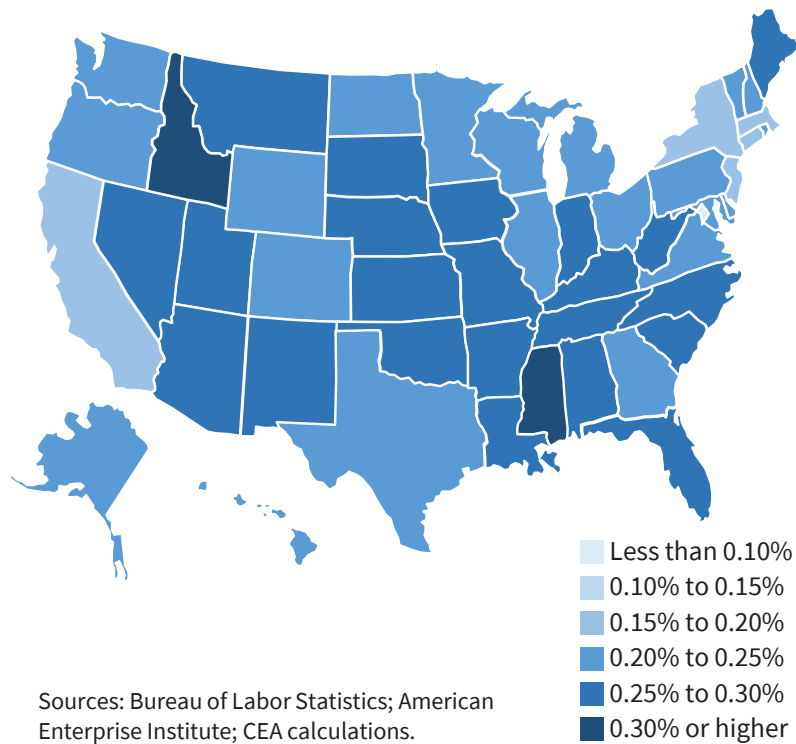 Less than 0.10%
0.10% to 0.15%
0.15% to 0.20%
0.20% to 0.25%
0.25% to 0.30%
0.30% or higher
Sources: Bureau of Labor Statistics; American
Enterprise Institute; CEA calculations.